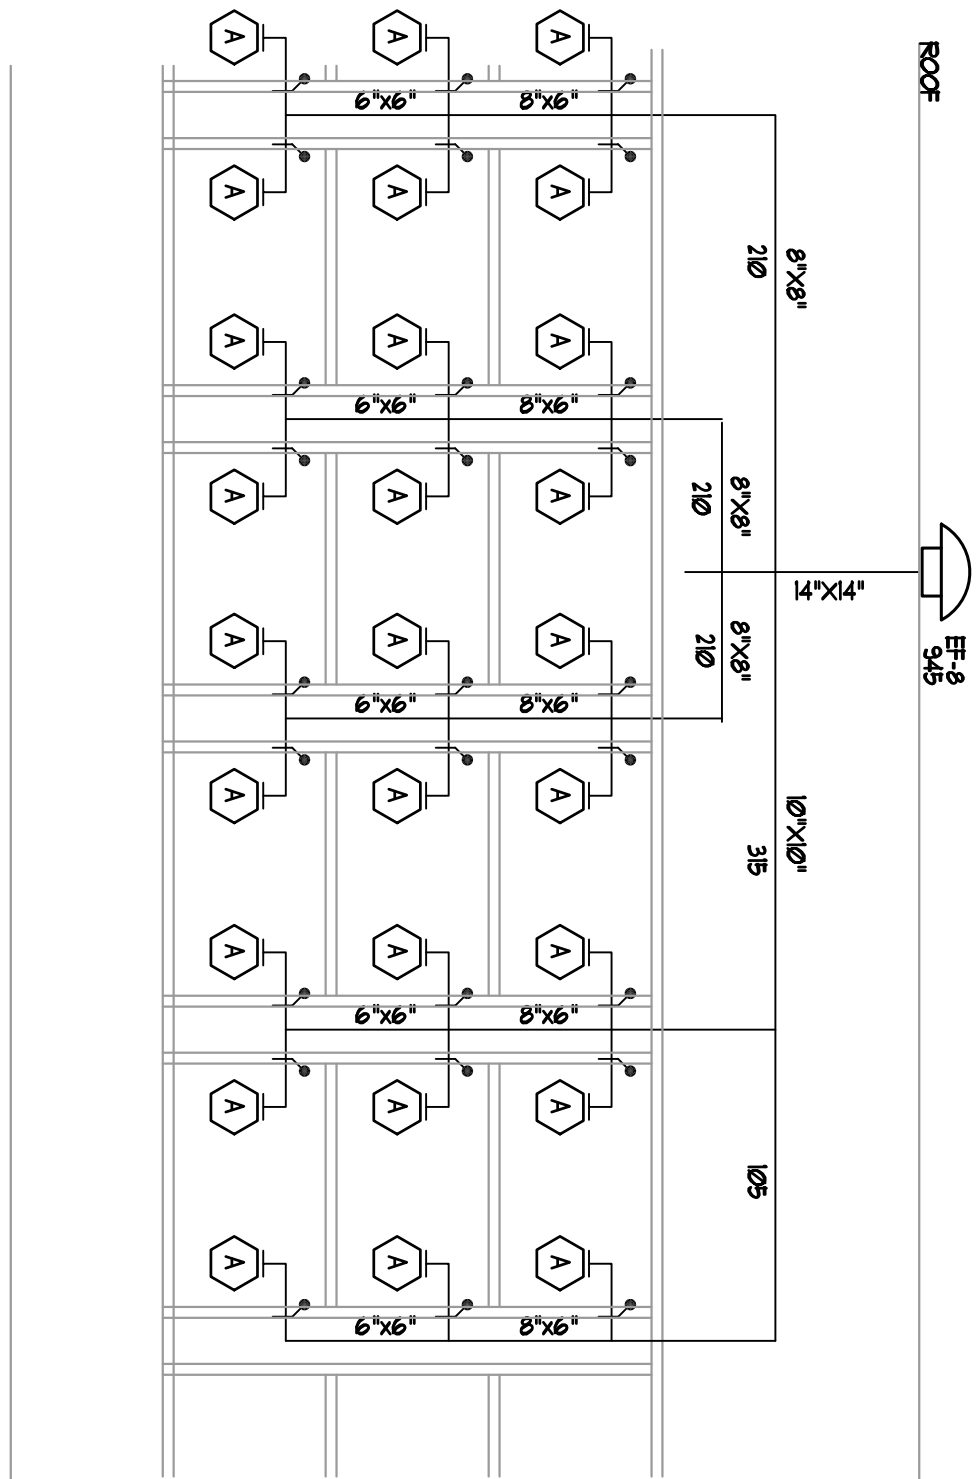 ROOF
EF-8
945
14"X14"
8"X8"
10"X10"
210
315
105
8"X8"
8"X8"
210
210
A A A A A A A A A
8"x6" 8"x6" 8"x6" 8"x6" 8"x6"
A A A A A A A A A
6"x6" 6"x6" 6"x6" 6"x6" 6"x6"
A A A A A A A A A